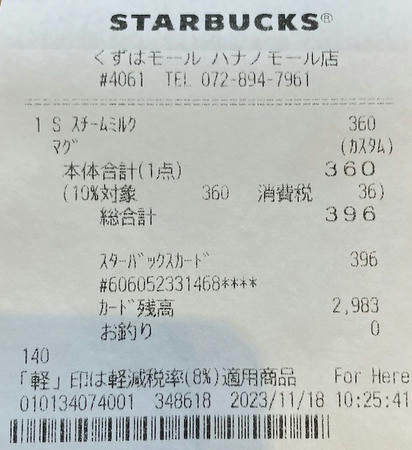 STARBUCKS®
くずはモール ハナノモール店
#4061 TEL 072-894-7961
1 S スチームミルク 360
マグ (カスタム)
本体合計(1点) 360
(10%対象 360 消費税 36)
総合計 396
スターバックスカード 396
#606052331468****
カード残高 2,983
お釣り 0
140
「軽」印は軽減税率(8%)適用商品 For Here
010134074001 348618 2023/11/18 10:25:41